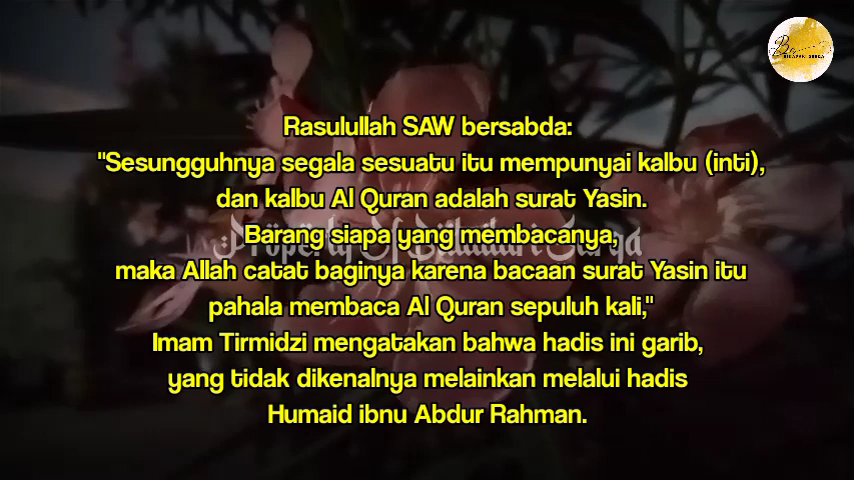 Rasulullah SAW bersabda:
"Sesungguhnya segala sesuatu itu mempunyai kalbu (inti),
dan kalbu Al Quran adalah surat Yasin.
Barang siapa yang membacanya,
maka Allah catat baginya karena bacaan surat Yasin itu
pahala membaca Al Quran sepuluh kali,"
Imam Tirmidzi mengatakan bahwa hadis ini garib,
yang tidak dikenalnya melainkan melalui hadis
Humaid ibnu Abdur Rahman.